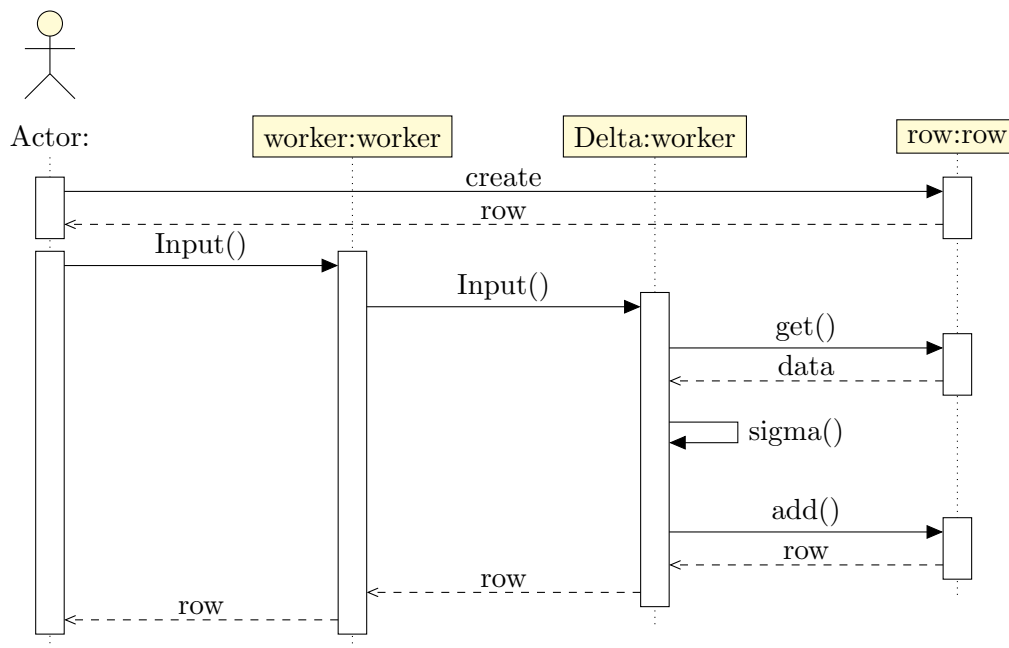 Actor:
worker:worker
Delta:worker
row:row
create
row
Input()
Input()
get()
data
sigma()
add()
row
row
row